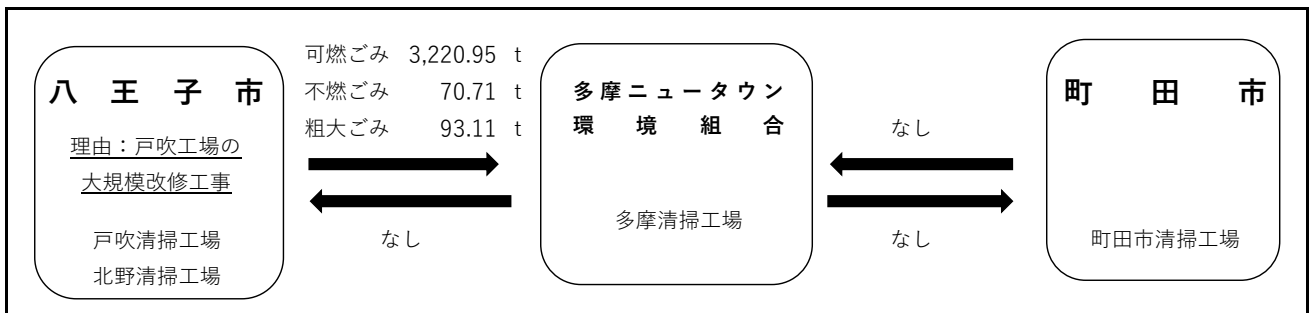 八王子市
理由：戸吹工場の
大規模改修工事
戸吹清掃工場
北野清掃工場
可燃ごみ 3,220.95 t
不燃ごみ 70.71 t
粗大ごみ 93.11 t
なし
多摩ニュータウン
環境組合
多摩清掃工場
なし
なし
町田市
町田市清掃工場